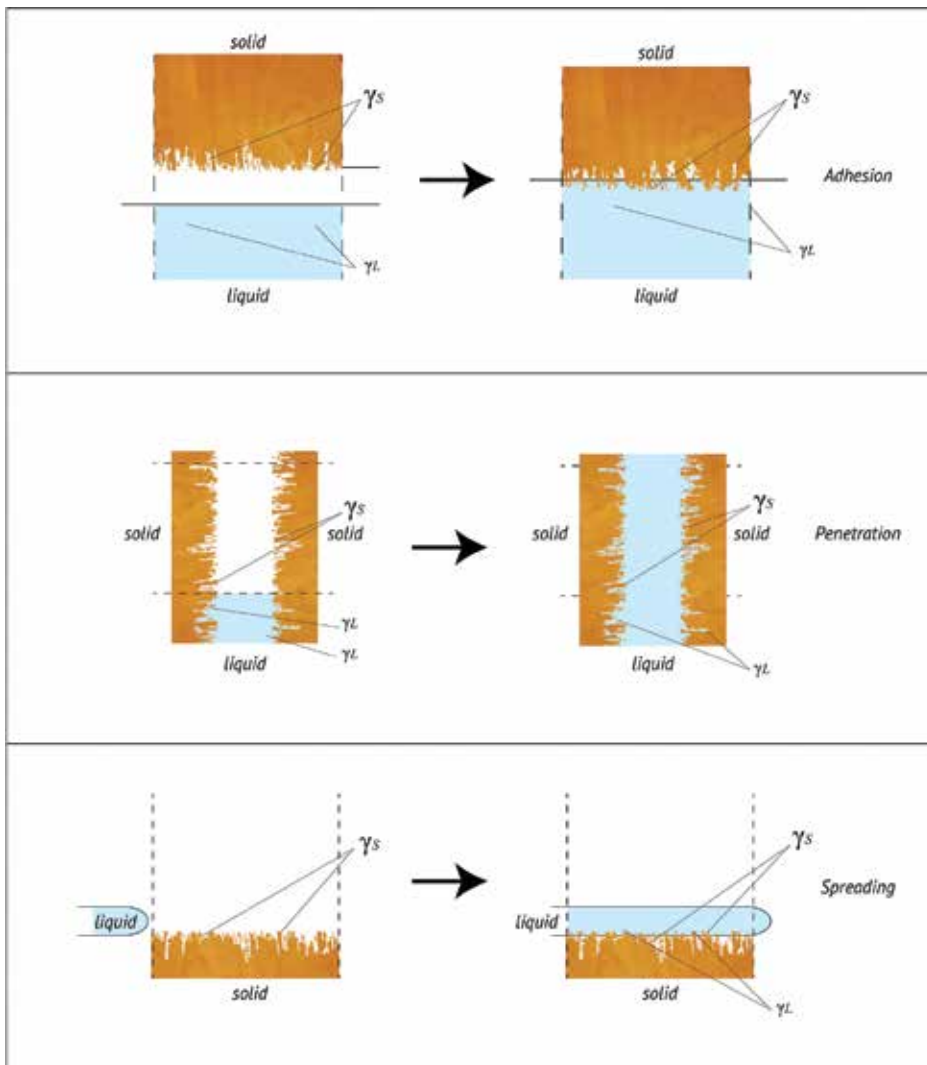 solid
solid
γs
γs
Adhesion
γL
γL
liquid
liquid
γs
γs
solid
solid
solid
solid
Penetration
γL
γL
γL
liquid
liquid
γs
γs
Spreading
liquid
liquid
solid
solid
γL